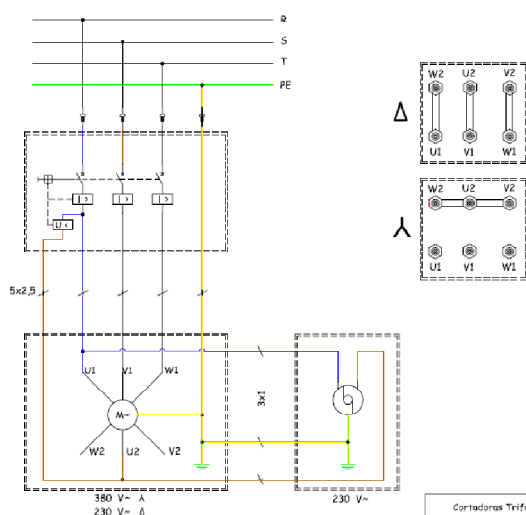 R
S
T
PE
W2 U2 V2
Δ
U1 V1 W1
W2 U2 V2
U1 V1 W1
I > I > I >
U <
5x2,5
U1 V1 W1
M~
W2 U2 V2
3x1
380 V~ ⅄
230 V~ Δ
230 V~
Cortadoras